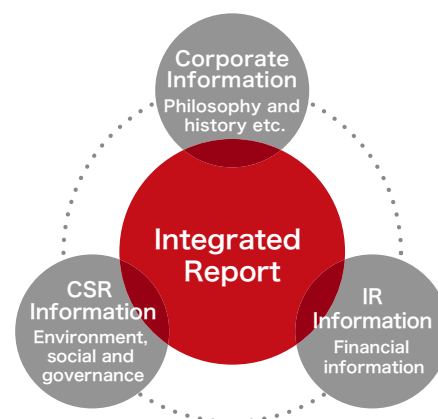 Corporate
Information
Philosophy and
history etc.
Integrated
Report
CSR
Information
Environment,
social and
governance
IR
Information
Financial
information